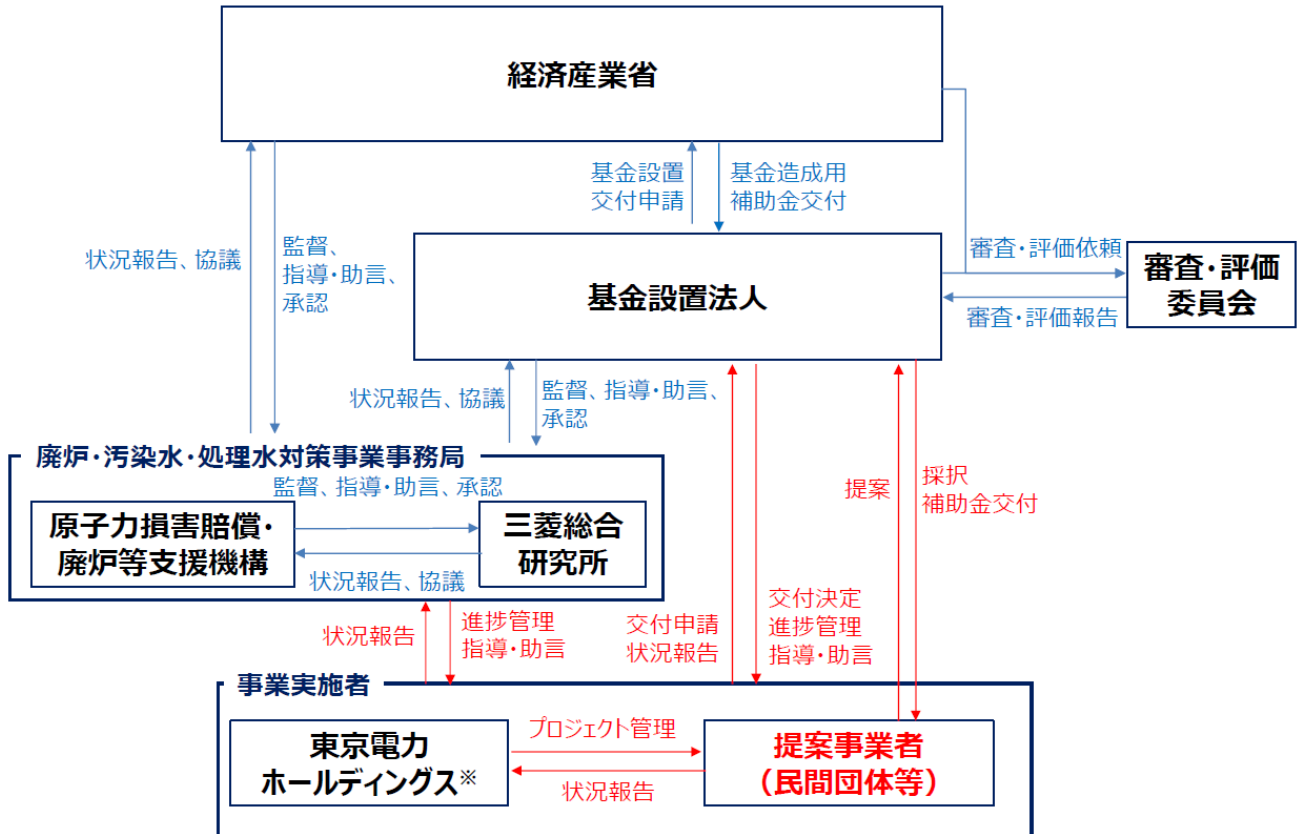 経済産業省
基金設置
交付申請
基金造成用
補助金交付
状況報告、協議
監督、
指導・助言、
承認
基金設置法人
審査・評価依頼
審査・評価報告
審査・評価
委員会
状況報告、協議
監督、指導・助言、
承認
廃炉・汚染水・処理水対策事業事務局
監督、指導・助言、承認
原子力損害賠償・
廃炉等支援機構
三菱総合
研究所
状況報告、協議
提案
採択
補助金交付
状況報告
進捗管理
指導・助言
交付申請
状況報告
交付決定
進捗管理
指導・助言
事業実施者
東京電力
ホールディングス※
プロジェクト管理
状況報告
提案事業者
（民間団体等）